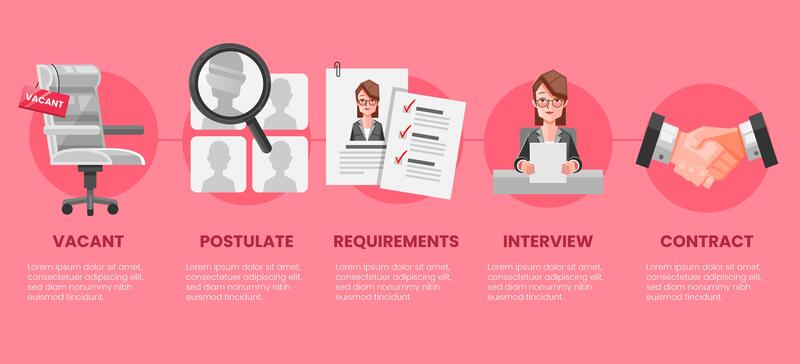 VACANT
VACANT
Lorem ipsum dolor sit amet,
consectetuer adipiscing elit,
sed diam nonummy nibh
euismod tincidunt.
POSTULATE
Lorem ipsum dolor sit amet,
consectetuer adipiscing elit,
sed diam nonummy nibh
euismod tincidunt.
REQUIREMENTS
Lorem ipsum dolor sit amet,
consectetuer adipiscing elit,
sed diam nonummy nibh
euismod tincidunt.
INTERVIEW
Lorem ipsum dolor sit amet,
consectetuer adipiscing elit,
sed diam nonummy nibh
euismod tincidunt.
CONTRACT
Lorem ipsum dolor sit amet,
consectetuer adipiscing elit,
sed diam nonummy nibh
euismod tincidunt.